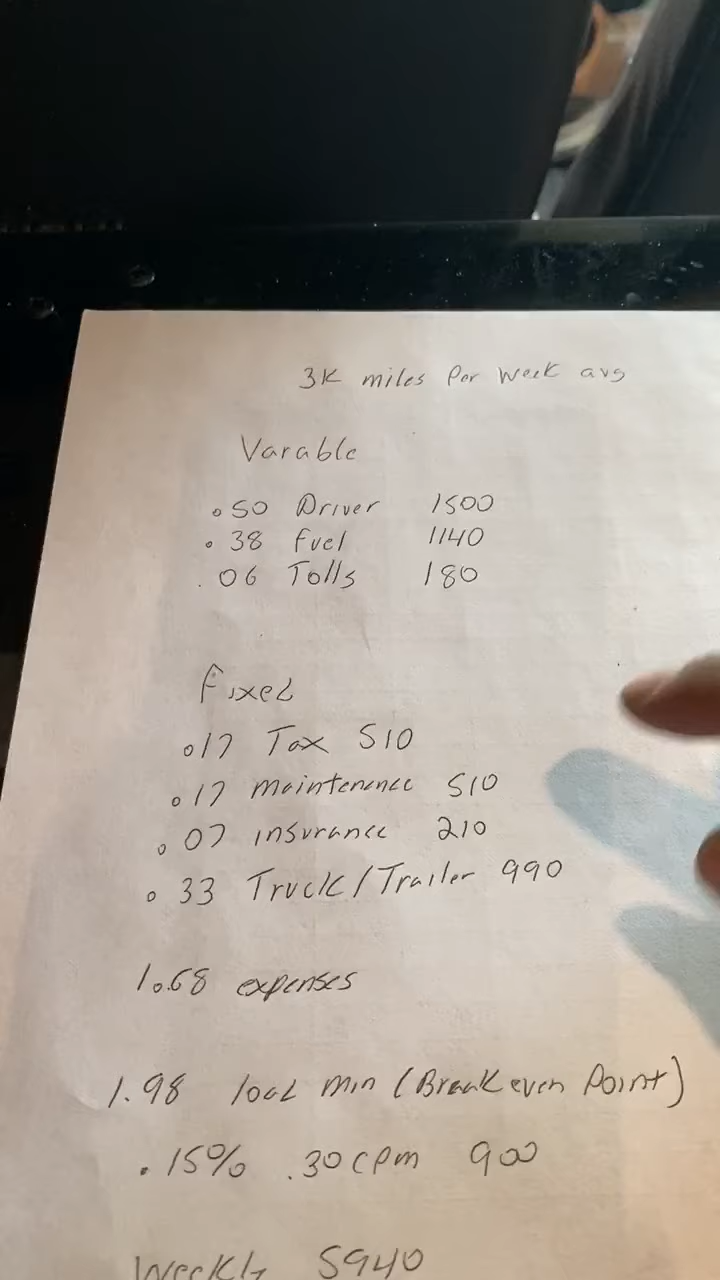 3K miles Per Week avg
Varable
.50 Driver 1500
.38 fuel 1140
.06 Tolls 180
Fixed
.17 Tax 510
.17 maintenence 510
.07 insurance 210
.33 Truck/Trailer 990
1.68 expenses
1.98 load min (Break even Point)
.15% .30 cpm 900
Weekly 5940